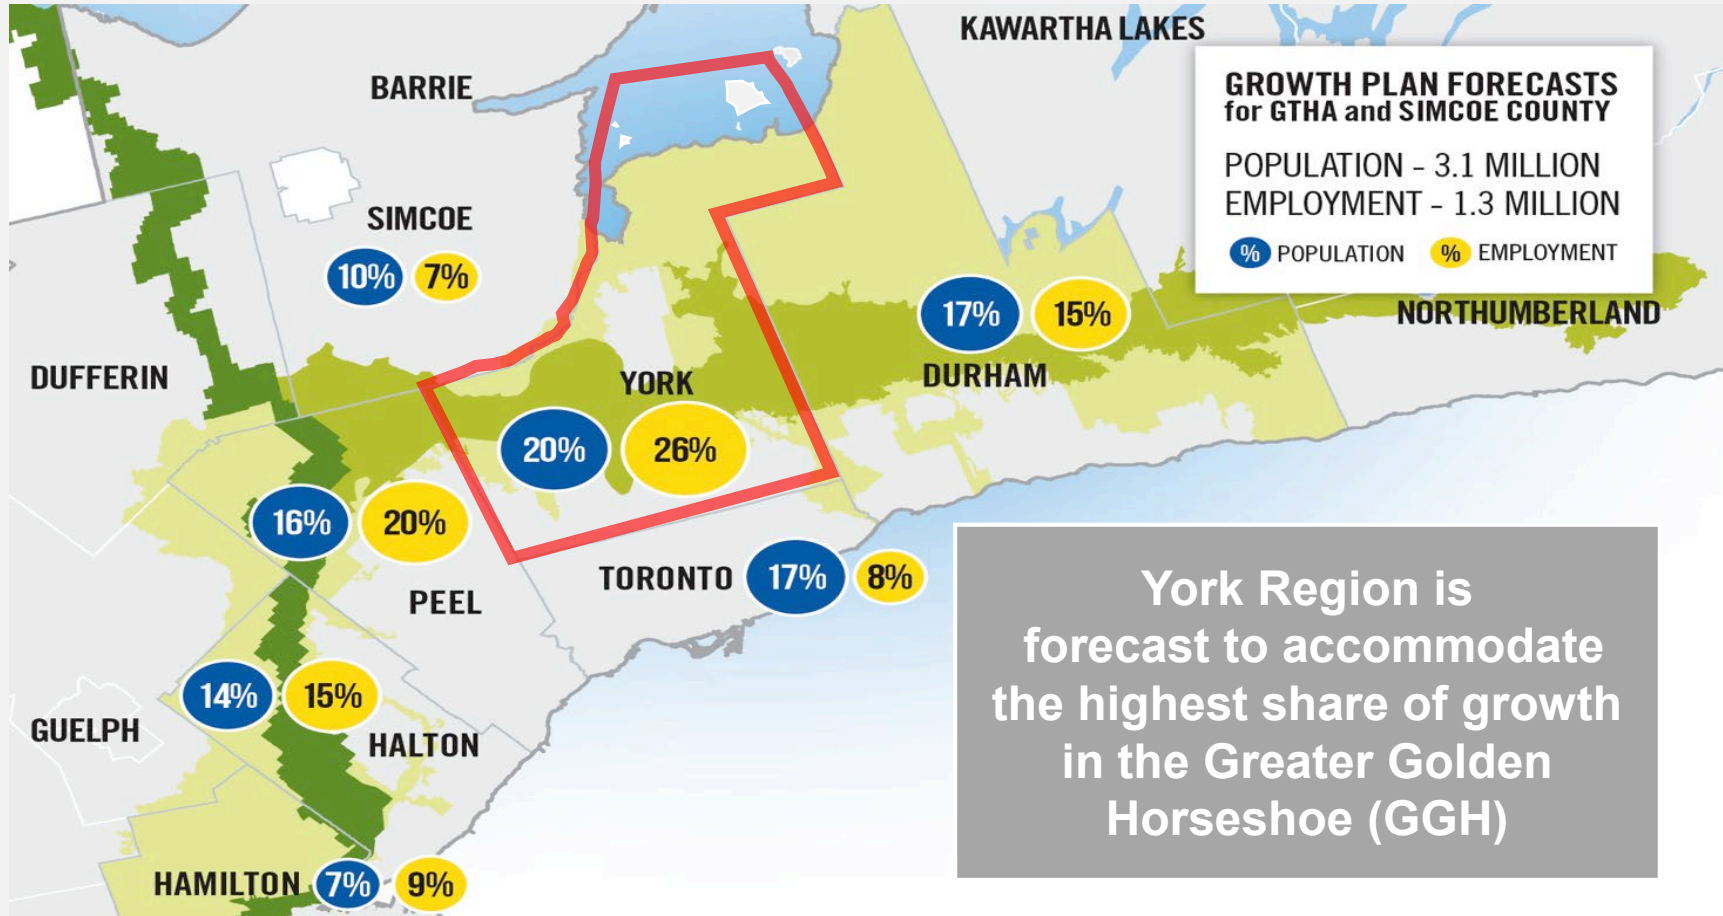 KAWARTHA LAKES
BARRIE
GROWTH PLAN FORECASTS
for GTHA and SIMCOE COUNTY
POPULATION - 3.1 MILLION
EMPLOYMENT - 1.3 MILLION
% POPULATION % EMPLOYMENT
SIMCOE
10% 7%
17% 15%
DURHAM
NORTHUMBERLAND
DUFFERIN
YORK
20% 26%
16% 20%
PEEL
TORONTO 17% 8%
14% 15%
GUELPH
HALTON
HAMILTON 7% 9%
York Region is
forecast to accommodate
the highest share of growth
in the Greater Golden
Horseshoe (GGH)